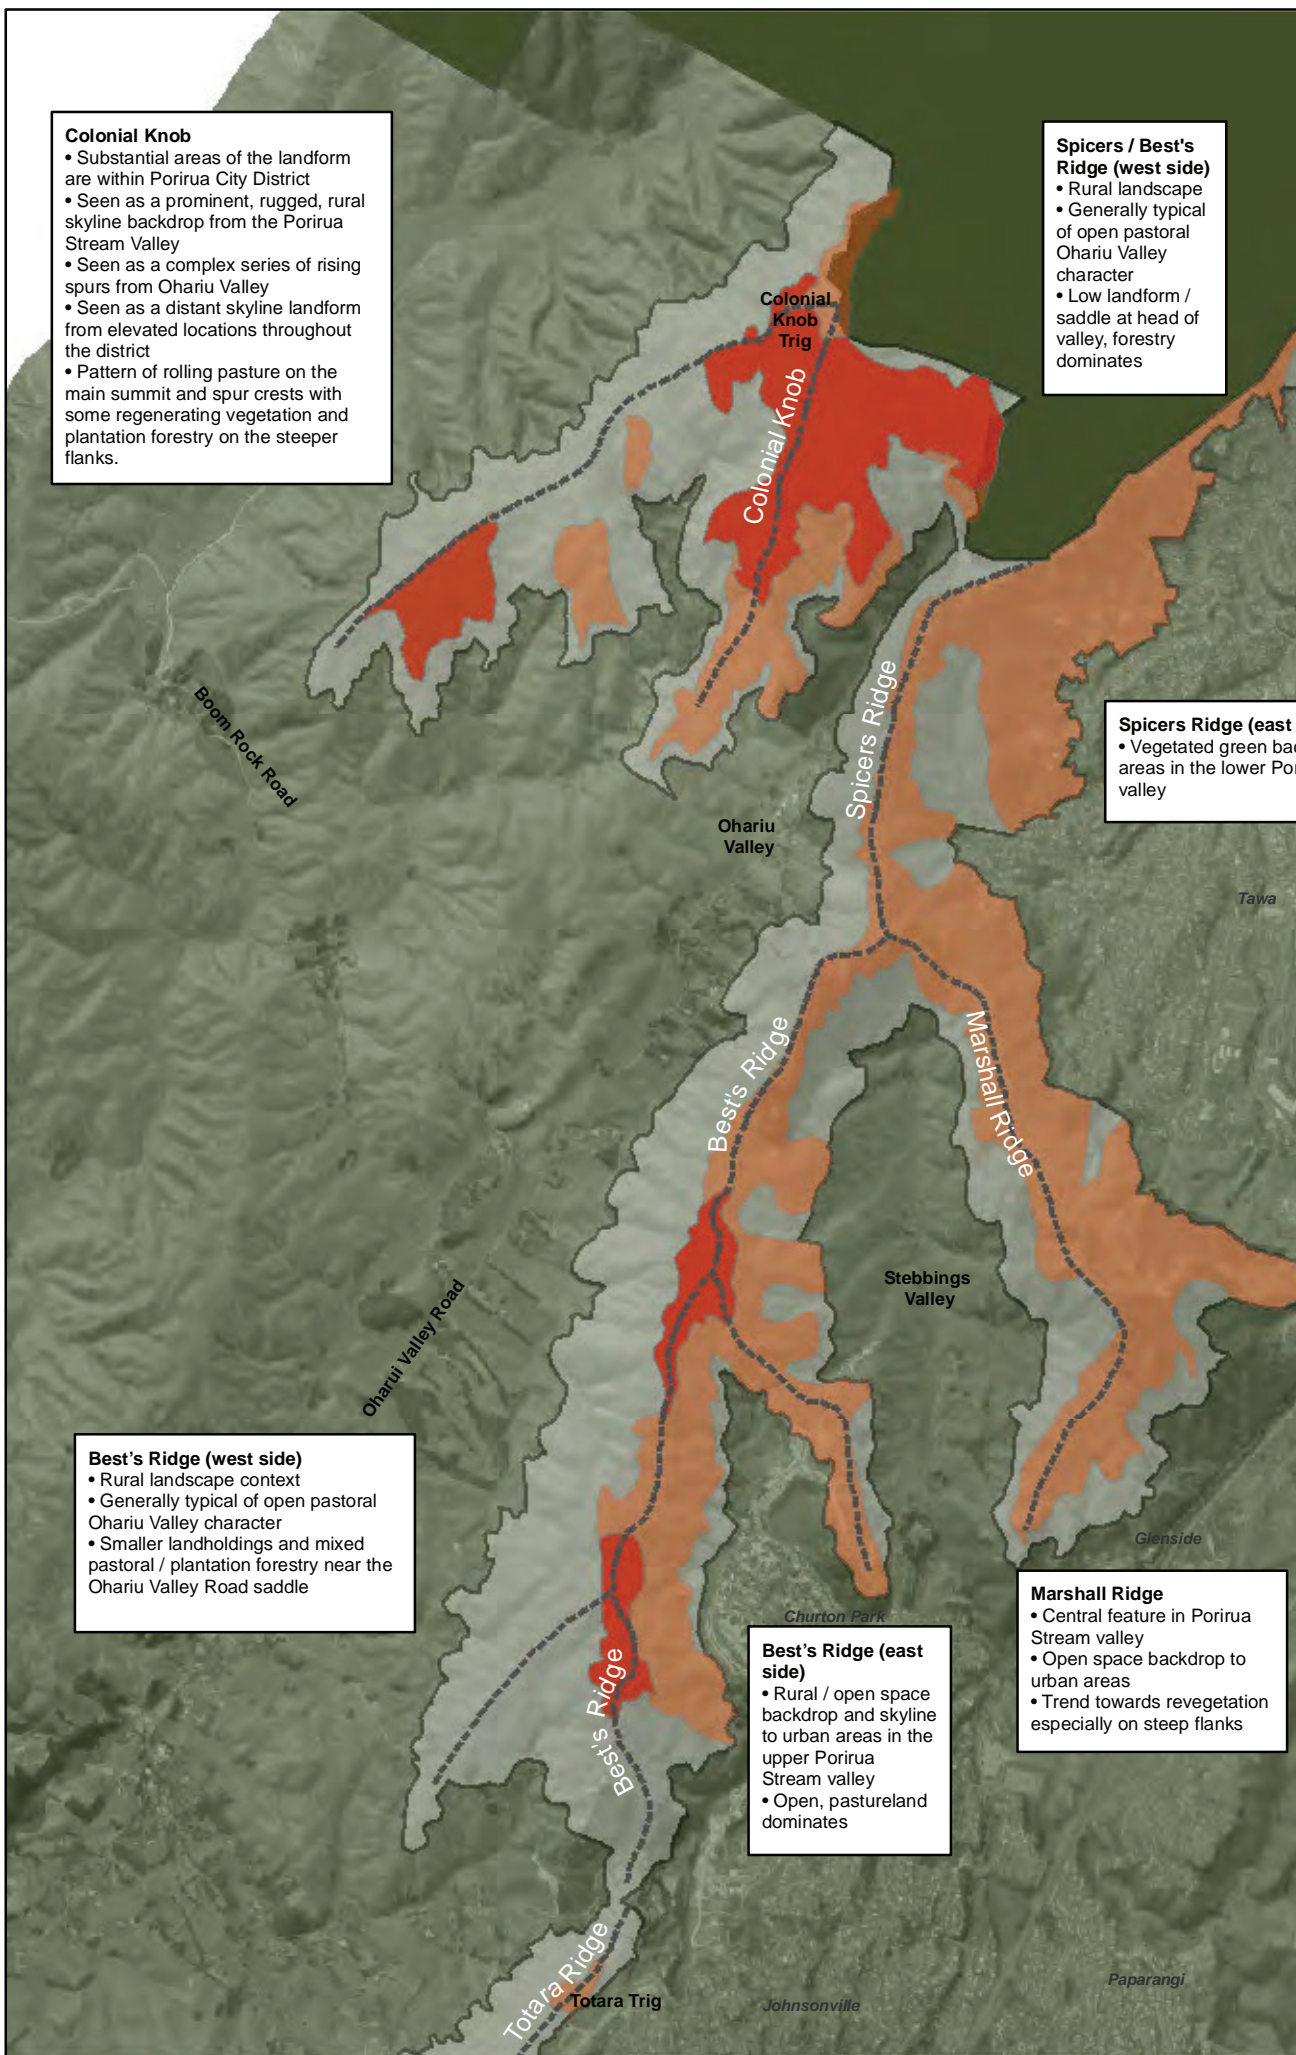 Colonial Knob
• Substantial areas of the landform
are within Porirua City District
• Seen as a prominent, rugged, rural
skyline backdrop from the Porirua
Stream Valley
• Seen as a complex series of rising
spurs from Ohariu Valley
• Seen as a distant skyline landform
from elevated locations throughout
the district
• Pattern of rolling pasture on the
main summit and spur crests with
some regenerating vegetation and
plantation forestry on the steeper
flanks.
Spicers / Best's
Ridge (west side)
• Rural landscape
• Generally typical
of open pastoral
Ohariu Valley
character
• Low landform /
saddle at head of
valley, forestry
dominates
Colonial
Knob
Trig
Colonial Knob
Boom Rock Road
Spicers Ridge
Spicers Ridge (east
• Vegetated green bac
areas in the lower Por
valley
Ohariu
Valley
Tawa
Best's Ridge
Marshall Ridge
Stebbings
Valley
Oharui Valley Road
Best’s Ridge (west side)
• Rural landscape context
• Generally typical of open pastoral
Ohariu Valley character
• Smaller landholdings and mixed
pastoral / plantation forestry near the
Ohariu Valley Road saddle
Glenside
Churton Park
Marshall Ridge
• Central feature in Porirua
Stream valley
• Open space backdrop to
urban areas
• Trend towards revegetation
especially on steep flanks
Best’s Ridge (east
side)
• Rural / open space
backdrop and skyline
to urban areas in the
upper Porirua
Stream valley
• Open, pastureland
dominates
Best's Ridge
Totara Ridge
Totara Trig
Johnsonville
Paparangi